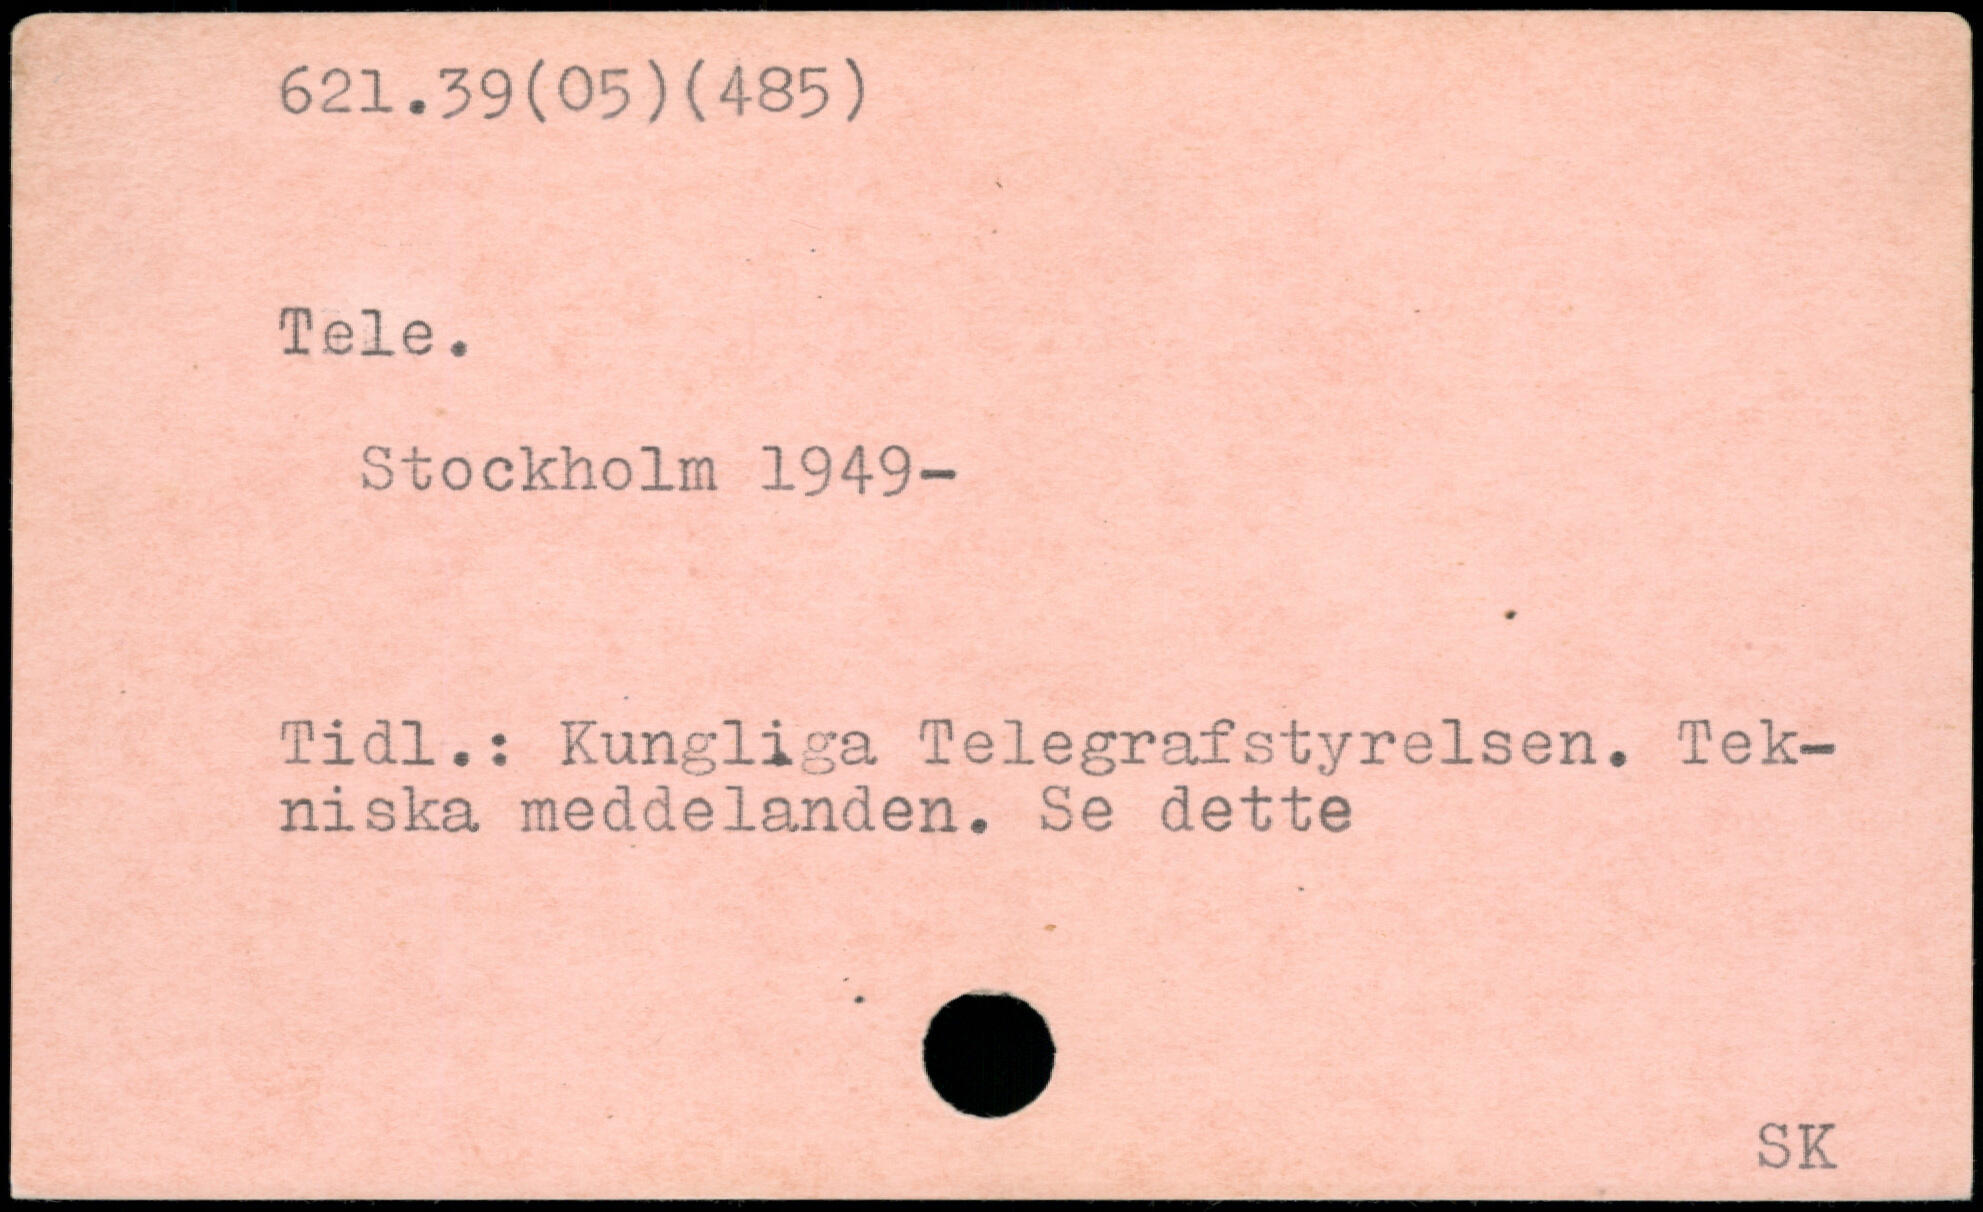 621.39(05)(485)
Tele.
Stockholm 1949-
Tidl.: Kungliga Telegrafstyrelsen. Tek-
niska meddelanden. Se dette
SK